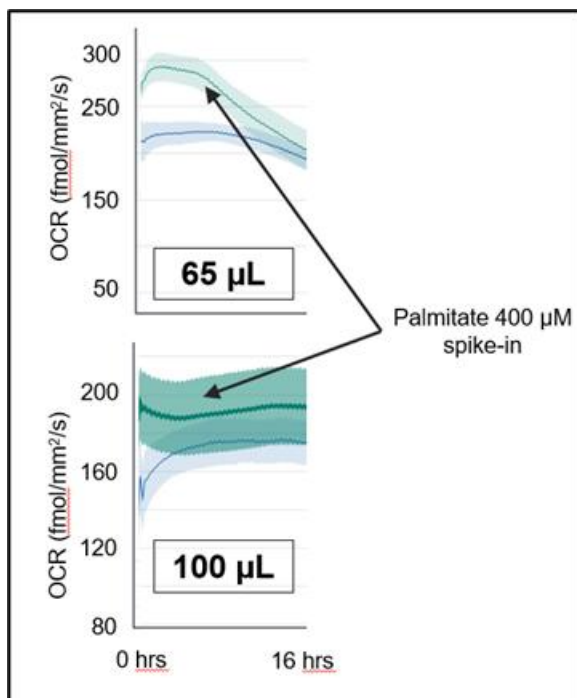 300
250
150
50
OCR (fmol/mm²/s)
65 µL
Palmitate 400 µM
spike-in
200
160
120
80
OCR (fmol/mm²/s)
100 µL
0 hrs
16 hrs